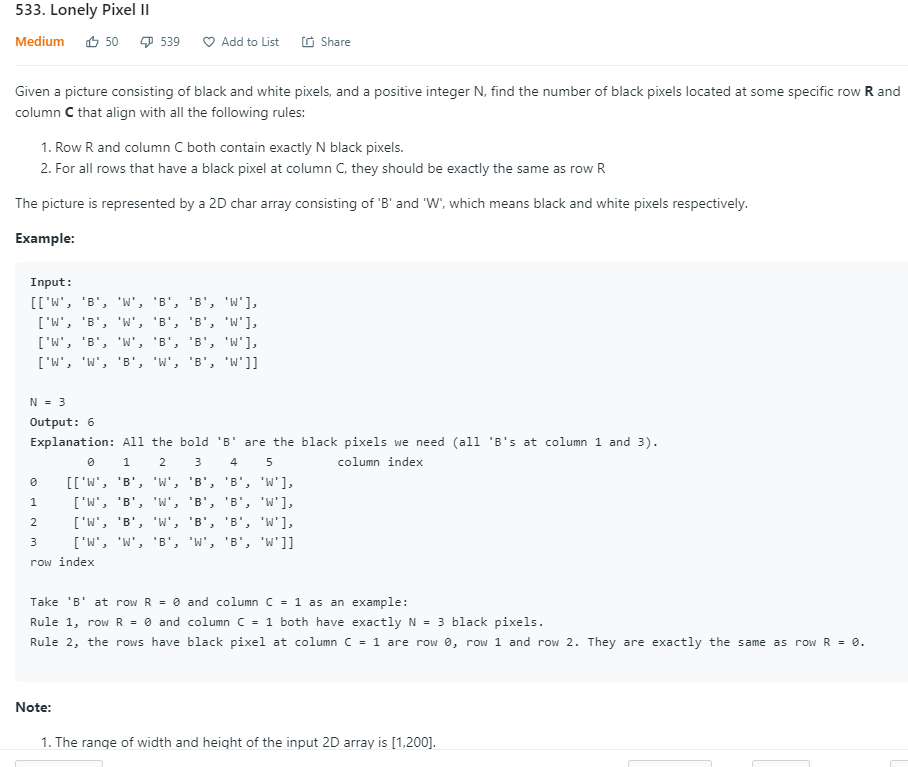 533. Lonely Pixel II
Medium 50 539 Add to List Share
Given a picture consisting of black and white pixels, and a positive integer N, find the number of black pixels located at some specific row R and
column C that align with all the following rules:
1. Row R and column C both contain exactly N black pixels.
2. For all rows that have a black pixel at column C, they should be exactly the same as row R
The picture is represented by a 2D char array consisting of 'B' and 'W', which means black and white pixels respectively.
Example:
Input:
[['W', 'B', 'W', 'B', 'B', 'W'],
['W', 'B', 'W', 'B', 'B', 'W'],
['W', 'B', 'W', 'B', 'B', 'W'],
['W', 'W', 'B', 'W', 'B', 'W']]
N = 3
Output: 6
Explanation: All the bold 'B' are the black pixels we need (all 'B's at column 1 and 3).
0 1 2 3 4 5 column index
0 [['W', 'B', 'W', 'B', 'B', 'W'],
1 ['W', 'B', 'W', 'B', 'B', 'W'],
2 ['W', 'B', 'W', 'B', 'B', 'W'],
3 ['W', 'W', 'B', 'W', 'B', 'W']]
row index
Take 'B' at row R = 0 and column C = 1 as an example:
Rule 1, row R = 0 and column C = 1 both have exactly N = 3 black pixels.
Rule 2, the rows have black pixel at column C = 1 are row 0, row 1 and row 2. They are exactly the same as row R = 0.
Note:
1. The range of width and height of the input 2D array is [1,200].